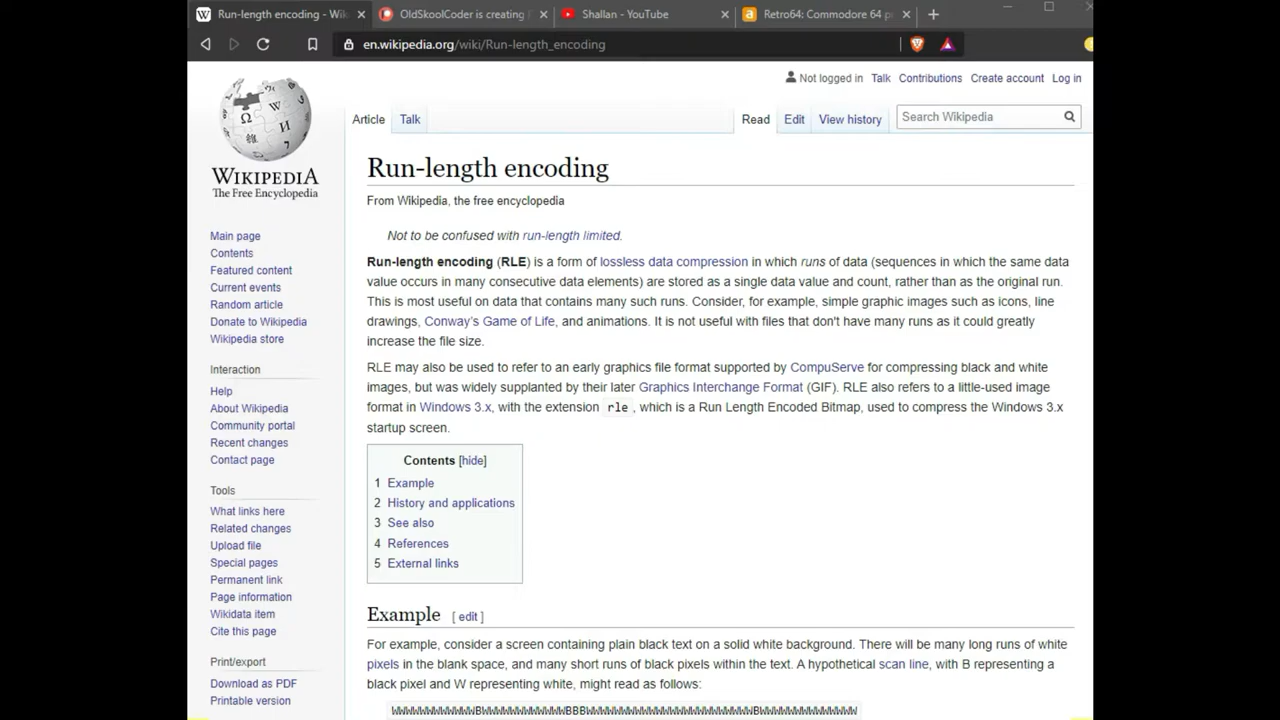 Run-length encoding - Wik
OldSkoolCoder is creating
Shallan - YouTube
Retro64: Commodore 64 p
en.wikipedia.org/wiki/Run-length_encoding
Not logged in Talk Contributions Create account Log in
Article Talk Read Edit View history Search Wikipedia
WIKIPEDIA
The Free Encyclopedia
Main page
Contents
Featured content
Current events
Random article
Donate to Wikipedia
Wikipedia store
Interaction
Help
About Wikipedia
Community portal
Recent changes
Contact page
Tools
What links here
Related changes
Upload file
Special pages
Permanent link
Page information
Wikidata item
Cite this page
Print/export
Download as PDF
Printable version
Run-length encoding
From Wikipedia, the free encyclopedia
Not to be confused with run-length limited.
Run-length encoding (RLE) is a form of lossless data compression in which runs of data (sequences in which the same data
value occurs in many consecutive data elements) are stored as a single data value and count, rather than as the original run.
This is most useful on data that contains many such runs. Consider, for example, simple graphic images such as icons, line
drawings, Conway's Game of Life, and animations. It is not useful with files that don't have many runs as it could greatly
increase the file size.
RLE may also be used to refer to an early graphics file format supported by CompuServe for compressing black and white
images, but was widely supplanted by their later Graphics Interchange Format (GIF). RLE also refers to a little-used image
format in Windows 3.x, with the extension rle, which is a Run Length Encoded Bitmap, used to compress the Windows 3.x
startup screen.
Contents [hide]
1 Example
2 History and applications
3 See also
4 References
5 External links
Example [ edit ]
For example, consider a screen containing plain black text on a solid white background. There will be many long runs of white
pixels in the blank space, and many short runs of black pixels within the text. A hypothetical scan line, with B representing a
black pixel and W representing white, might read as follows: